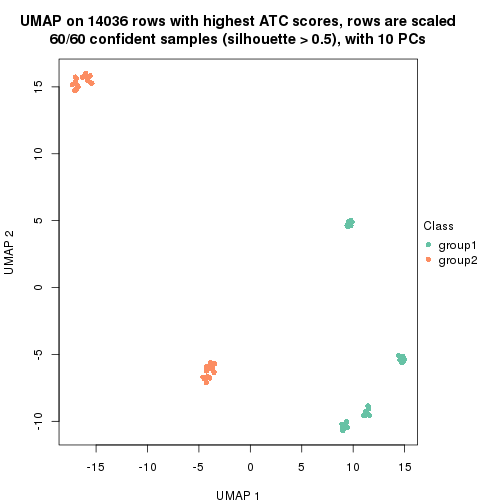 UMAP on 14036 rows with highest ATC scores, rows are scaled
60/60 confident samples (silhouette > 0.5), with 10 PCs
15
10
5
0
-5
-10
UMAP 2
-15
-10
-5
0
5
10
15
UMAP 1
Class
group1
group2